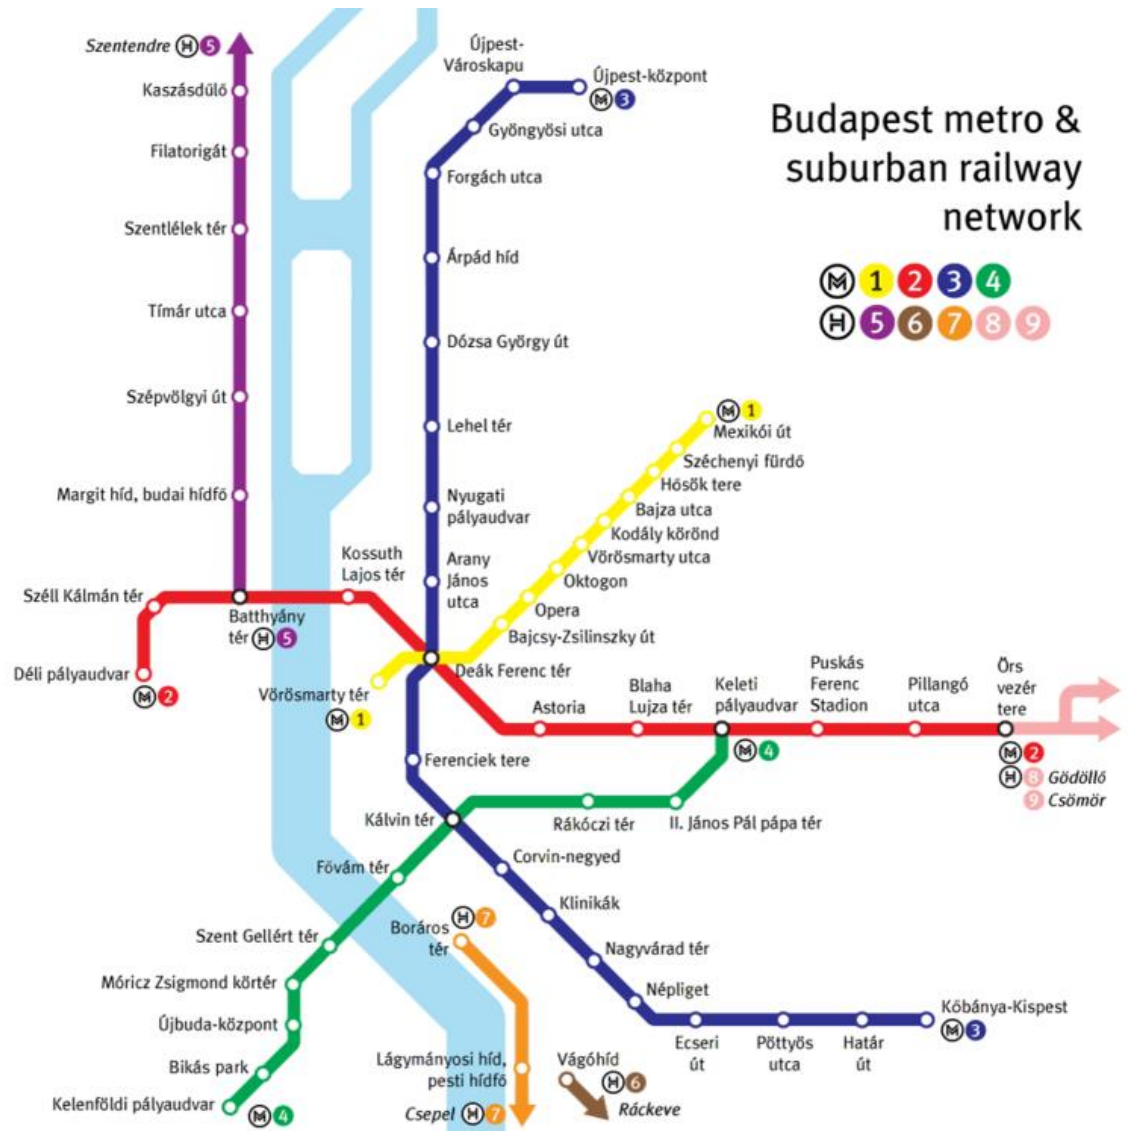 Budapest metro &
suburban railway
network
M 1 2 3 4
H 5 6 7 8 9
Szentendre H 5
Kaszásdűlő
Filatorigát
Szentlélek tér
Tímár utca
Szépvölgyi út
Margit híd, budai hídfő
Újpest-
Városkapu
Újpest-központ
M 3
Gyöngyösi utca
Forgách utca
Árpád híd
Dózsa György út
Lehel tér
Nyugati
pályaudvar
Arany
János
utca
M 1
Mexikói út
Széchenyi fürdő
Hősök tere
Bajza utca
Kodály körönd
Vörösmarty utca
Oktogon
Opera
Bajcsy-Zsilinszky út
Deák Ferenc tér
Vörösmarty tér
M 1
Kossuth
Lajos tér
Széll Kálmán tér
Batthyány
tér H 5
Déli pályaudvar
M 2
Astoria
Blaha
Lujza tér
Keleti
pályaudvar
M 4
Puskás
Ferenc
Stadion
Pillangó
utca
Örs
vezér
tere
M 2
H 8 Gödöllő
9 Csömör
Ferenciek tere
Kálvin tér
Rákóczi tér
II. János Pál pápa tér
Fővám tér
Corvin-negyed
Klinikák
Nagyvárad tér
Népliget
Ecseri
út
Pöttyös
utca
Határ
út
Kőbánya-Kispest
M 3
Szent Gellért tér
Móricz Zsigmond körtér
Újbuda-központ
Bikás park
Kelenföldi pályaudvar
M 4
H 7
Boráros
tér
Lágymányosi híd,
pesti hídfő
Csepel H 7
Vágóhíd
H 6
Ráckeve